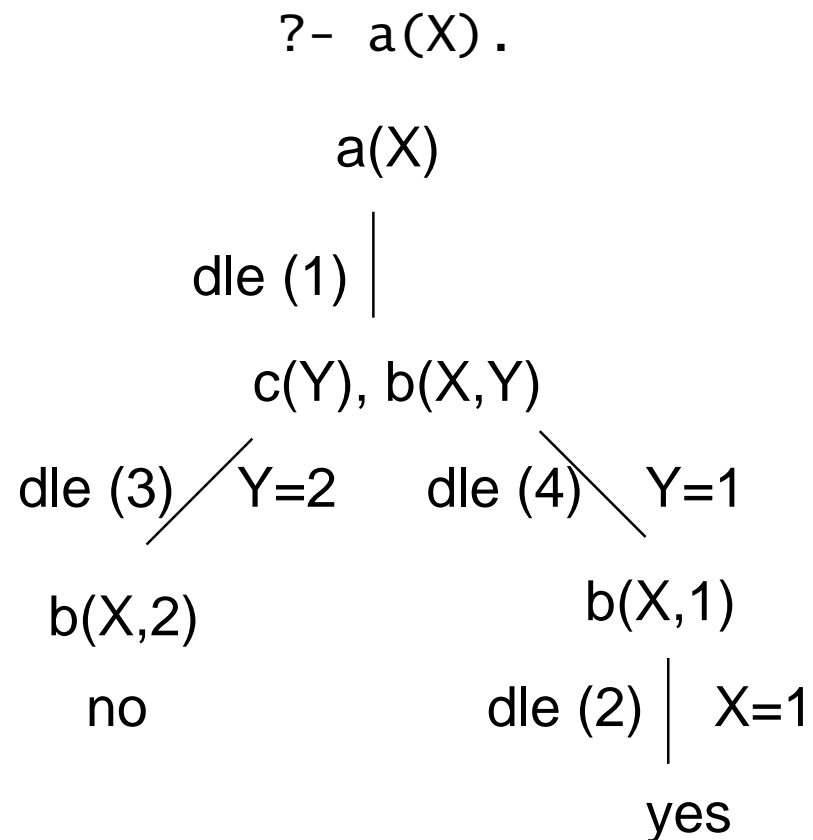 ?- a(X).
a(X)
dle (1)
c(Y), b(X,Y)
dle (3) Y=2 dle (4) Y=1
b(X,2) b(X,1)
no dle (2) X=1
yes